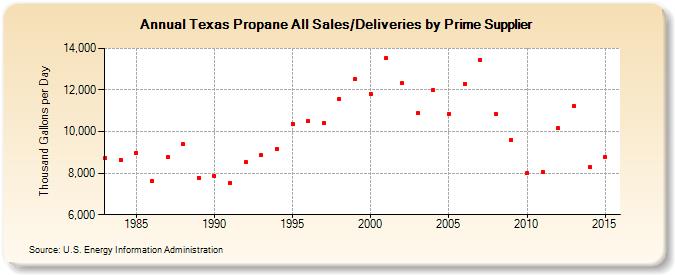 Annual Texas Propane All Sales/Deliveries by Prime Supplier
Thousand Gallons per Day
14,000
12,000
10,000
8,000
6,000
1985 1990 1995 2000 2005 2010 2015
Source: U.S. Energy Information Administration